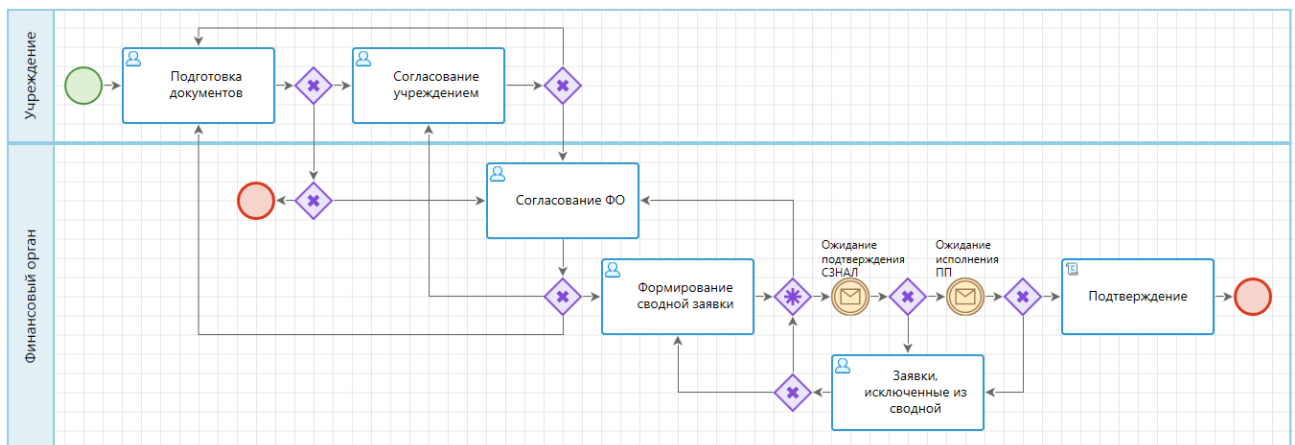 Учреждение
Подготовка
документов
Согласование
учреждением
Финансовый орган
Согласование ФО
Формирование
сводной заявки
Ожидание
подтверждения
СЗНАЛ
Ожидание
исполнения
ПП
Подтверждение
Заявки,
исключенные из
сводной